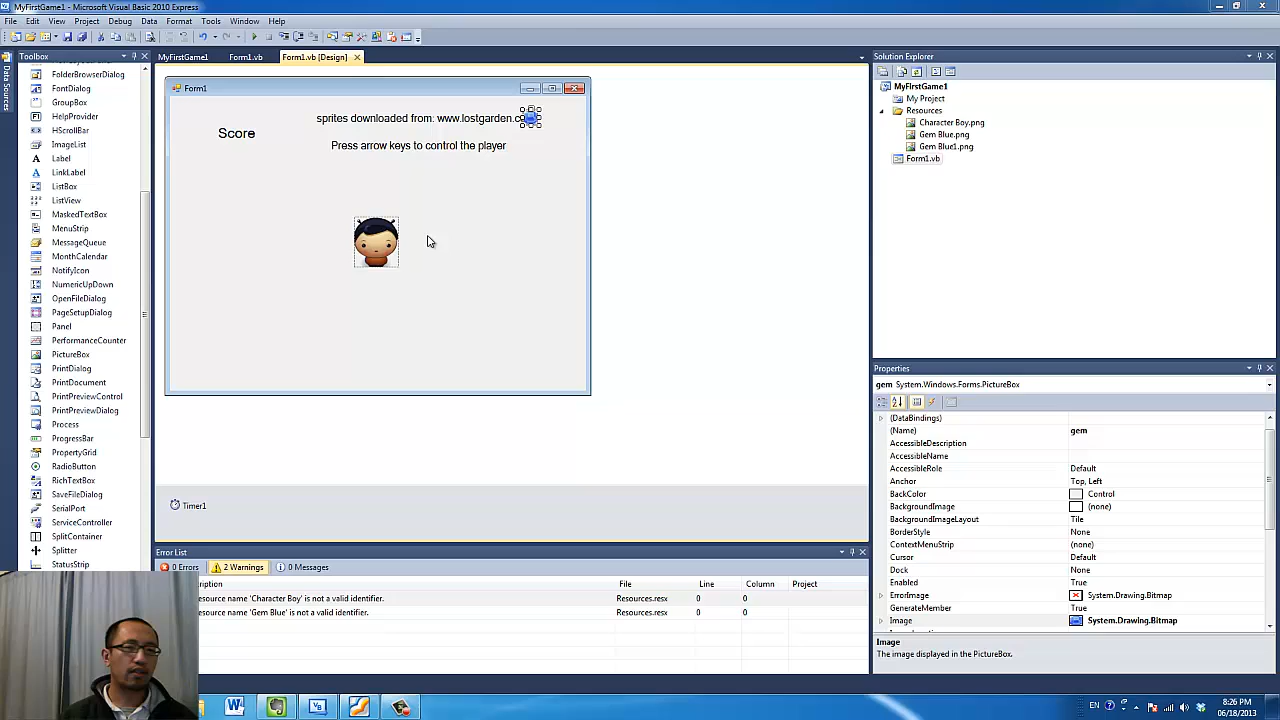 MyFirstGame1 - Microsoft Visual Basic 2010 Express
File Edit View Project Debug Data Format Tools Window Help
Data Sources
Toolbox
FolderBrowserDialog
FontDialog
GroupBox
HelpProvider
HScrollBar
ImageList
Label
LinkLabel
ListBox
ListView
MaskedTextBox
MenuStrip
MessageQueue
MonthCalendar
NotifyIcon
NumericUpDown
OpenFileDialog
PageSetupDialog
Panel
PerformanceCounter
PictureBox
PrintDialog
PrintDocument
PrintPreviewControl
PrintPreviewDialog
Process
ProgressBar
PropertyGrid
RadioButton
RichTextBox
SaveFileDialog
SerialPort
ServiceController
SplitContainer
Splitter
StatusStrip
MyFirstGame1 Form1.vb Form1.vb [Design]
Form1
sprites downloaded from: www.lostgarden.c
Score
Press arrow keys to control the player
Timer1
Error List
0 Errors 2 Warnings 0 Messages
cription File Line Column Project
esource name 'Character Boy' is not a valid identifier. Resources.resx 0 0
esource name 'Gem Blue' is not a valid identifier. Resources.resx 0 0
Solution Explorer
MyFirstGame1
My Project
Resources
Character Boy.png
Gem Blue.png
Gem Blue1.png
Form1.vb
Properties
gem System.Windows.Forms.PictureBox
(DataBindings)
(Name) gem
AccessibleDescription
AccessibleName
AccessibleRole Default
Anchor Top, Left
BackColor Control
BackgroundImage (none)
BackgroundImageLayout Tile
BorderStyle None
ContextMenuStrip (none)
Cursor Default
Dock None
Enabled True
ErrorImage System.Drawing.Bitmap
GenerateMember True
Image System.Drawing.Bitmap
Image
The image displayed in the PictureBox.
EN 8:26 PM
06/18/2013